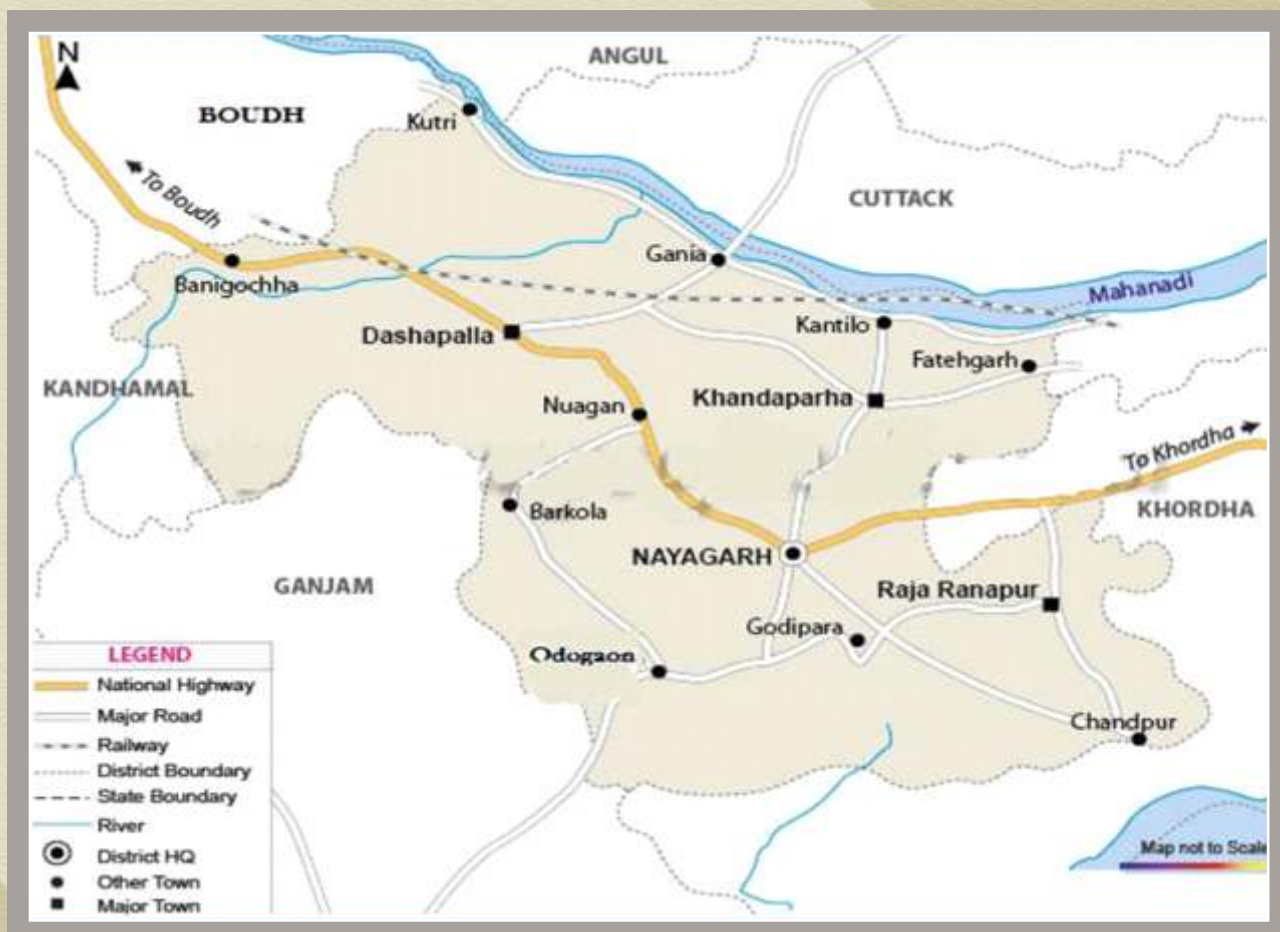 N
ANGUL
BOUDH
Kutri
To Boudh
CUTTACK
Gania
Banigochha
Mahanadi
Kantilo
Dashapalla
Fatehgarh
KANDHAMAL
Khandaparha
Nuagan
To Khordha
Barkola
KHORDHA
NAYAGARH
GANJAM
Raja Ranapur
Godipara
Odogaon
Chandpur
LEGEND
National Highway
Major Road
Railway
District Boundary
State Boundary
River
District HQ
Other Town
Major Town
Map not to Scale